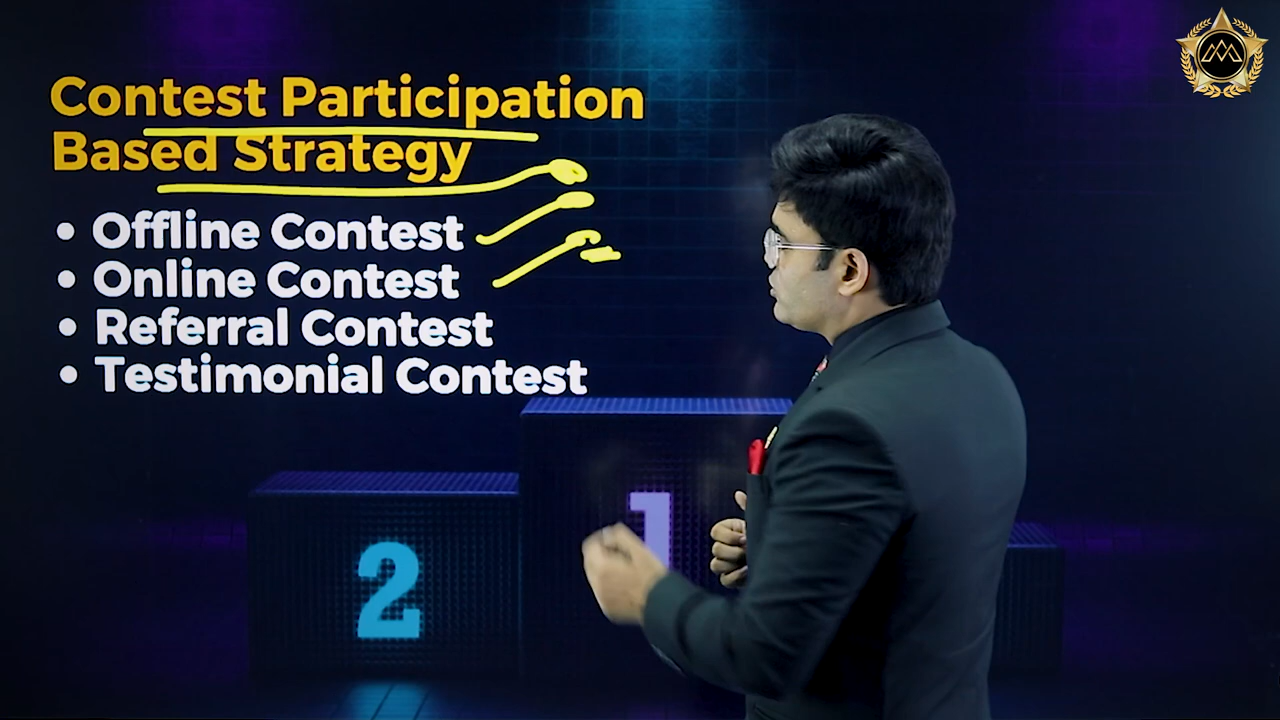 Contest Participation
Based Strategy
• Offline Contest
• Online Contest
• Referral Contest
• Testimonial Contest
2
1